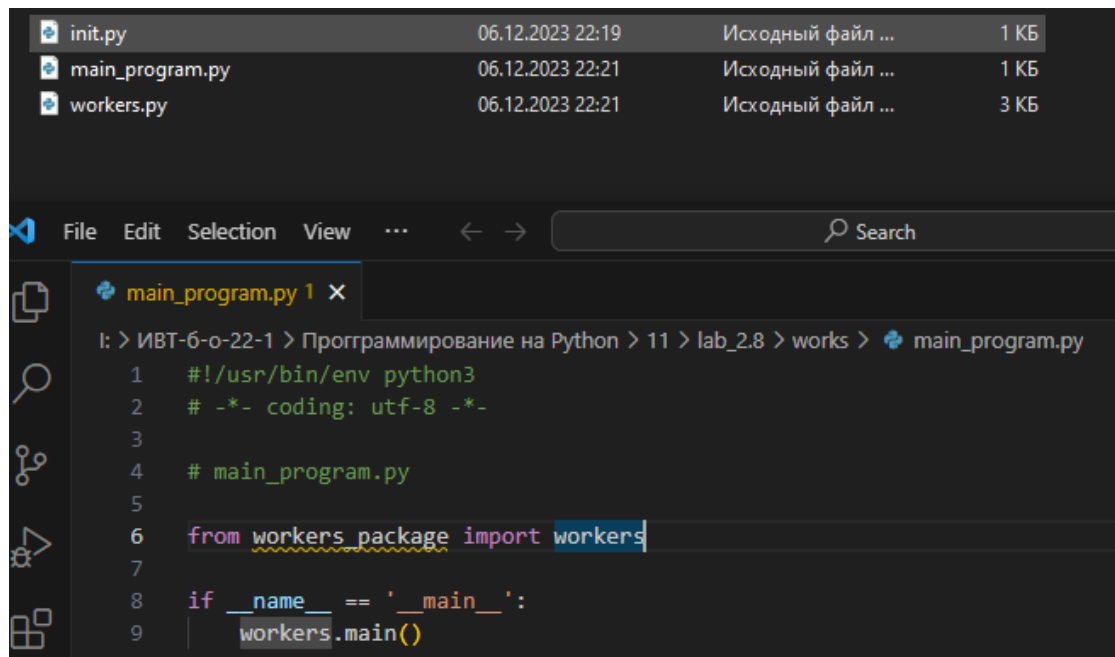 init.py 06.12.2023 22:19 Исходный файл ... 1 КБ
main_program.py 06.12.2023 22:21 Исходный файл ... 1 КБ
workers.py 06.12.2023 22:21 Исходный файл ... 3 КБ
File Edit Selection View ··· ← → Search
main_program.py 1 ×
I: > ИВТ-б-о-22-1 > Прогграммирование на Python > 11 > lab_2.8 > works > main_program.py
1 #!/usr/bin/env python3
2 # -*- coding: utf-8 -*-
3
4 # main_program.py
5
6 from workers_package import workers
7
8 if __name__ == '__main__':
9 workers.main()